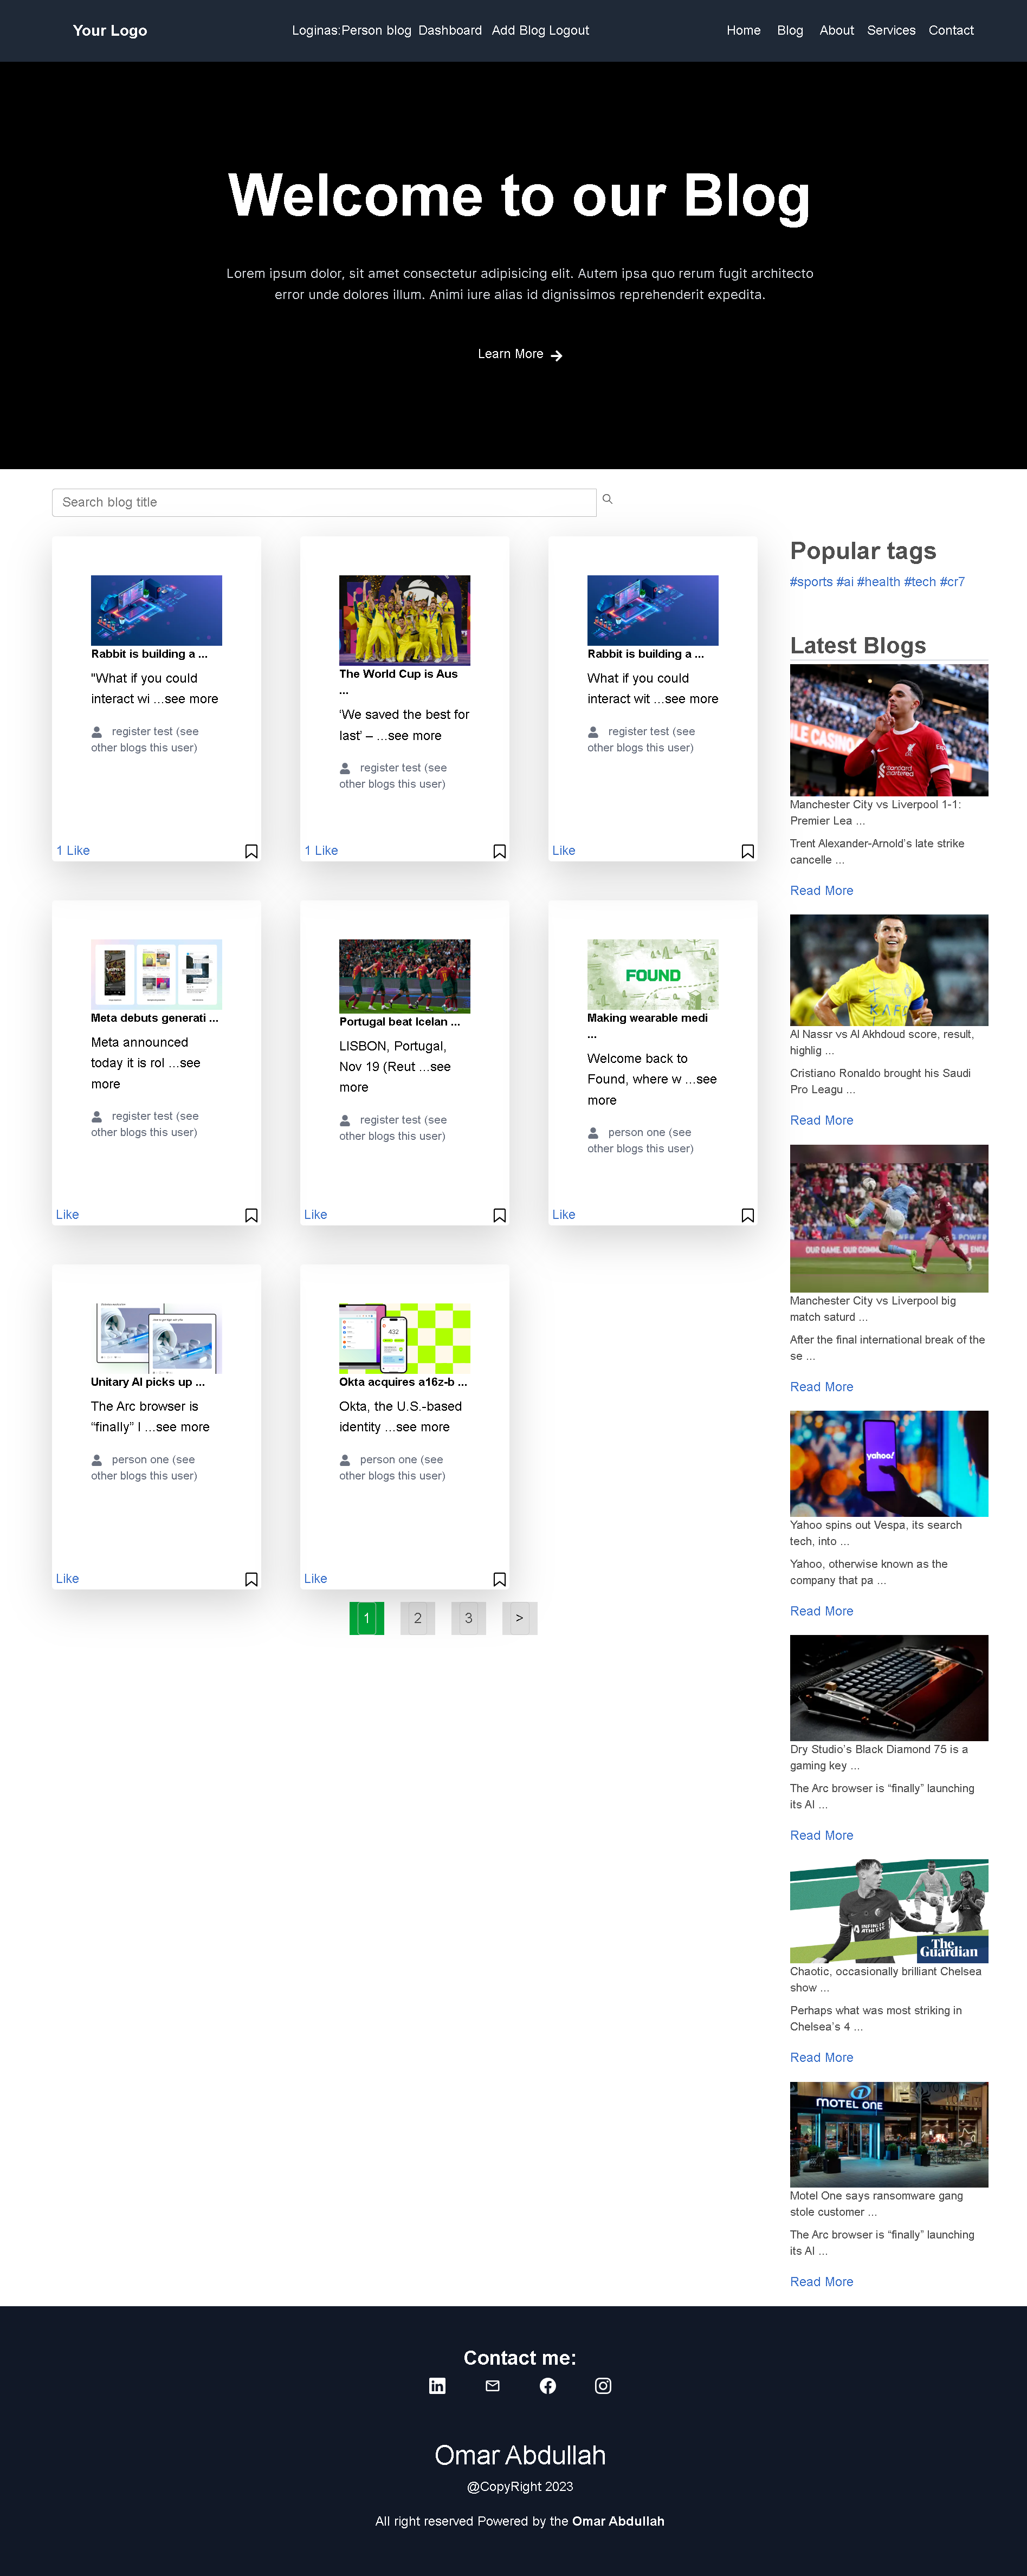 Your Logo
Loginas:Person blog Dashboard Add Blog Logout
Home Blog About Services Contact
Welcome to our Blog
Lorem ipsum dolor, sit amet consectetur adipisicing elit. Autem ipsa quo rerum fugit architecto
error unde dolores illum. Animi iure alias id dignissimos reprehenderit expedita.
Learn More
Search blog title
Rabbit is building a ...
"What if you could
interact wi ...see more
register test (see
other blogs this user)
1 Like
The World Cup is Aus
...
‘We saved the best for
last’ – ...see more
register test (see
other blogs this user)
1 Like
Rabbit is building a ...
What if you could
interact wit ...see more
register test (see
other blogs this user)
Like
Meta debuts generati ...
Meta announced
today it is rol ...see
more
register test (see
other blogs this user)
Like
Portugal beat Icelan ...
LISBON, Portugal,
Nov 19 (Reut ...see
more
register test (see
other blogs this user)
Like
FOUND
Making wearable medi
...
Welcome back to
Found, where w ...see
more
person one (see
other blogs this user)
Like
Unitary AI picks up ...
The Arc browser is
“finally” l ...see more
person one (see
other blogs this user)
Like
432
Okta acquires a16z-b ...
Okta, the U.S.-based
identity ...see more
person one (see
other blogs this user)
Like
1 2 3 >
Popular tags
#sports #ai #health #tech #cr7
Latest Blogs
standard
chartered
Manchester City vs Liverpool 1-1:
Premier Lea ...
Trent Alexander-Arnold’s late strike
cancelle ...
Read More
Al Nassr vs Al Akhdoud score, result,
highlig ...
Cristiano Ronaldo brought his Saudi
Pro Leagu ...
Read More
OUR GAME. OUR COMM
ENGLA
Manchester City vs Liverpool big
match saturd ...
After the final international break of the
se ...
Read More
yahoo!
Yahoo spins out Vespa, its search
tech, into ...
Yahoo, otherwise known as the
company that pa ...
Read More
Dry Studio’s Black Diamond 75 is a
gaming key ...
The Arc browser is “finally” launching
its AI ...
Read More
INFINITE
ATHLETE
The
Guardian
Chaotic, occasionally brilliant Chelsea
show ...
Perhaps what was most striking in
Chelsea’s 4 ...
Read More
MOTEL ONE
Motel One says ransomware gang
stole customer ...
The Arc browser is “finally” launching
its AI ...
Read More
Contact me:
Omar Abdullah
@CopyRight 2023
All right reserved Powered by the Omar Abdullah